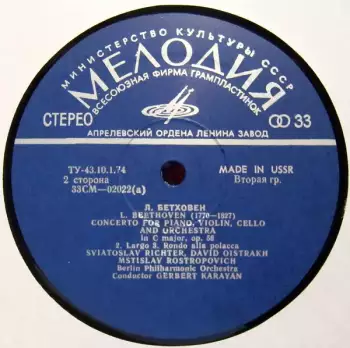 МИНИСТЕРСТВО КУЛЬТУРЫ СССР
МЕЛОДИЯ
ВСЕСОЮЗНАЯ ФИРМА ГРАМПЛАСТИНОК
СТЕРЕО
33
АПРЕЛЕВСКИЙ ОРДЕНА ЛЕНИНА ЗАВОД
ТУ-43.10.1.74
MADE IN USSR
2 сторона
Вторая гр.
33СМ—02022(а)
Л. БЕТХОВЕН
L. BEETHOVEN (1770—1827)
CONCERTO FOR PIANO, VIOLIN, CELLO
AND ORCHESTRA
in C major, op. 56
2. Largo 3. Rondo alla polacca
SVIATOSLAV RICHTER, DAVID OISTRAKH
MSTISLAV ROSTROPOVICH
Berlin Philharmonic Orchestra
Conductor GERBERT KARAYAN